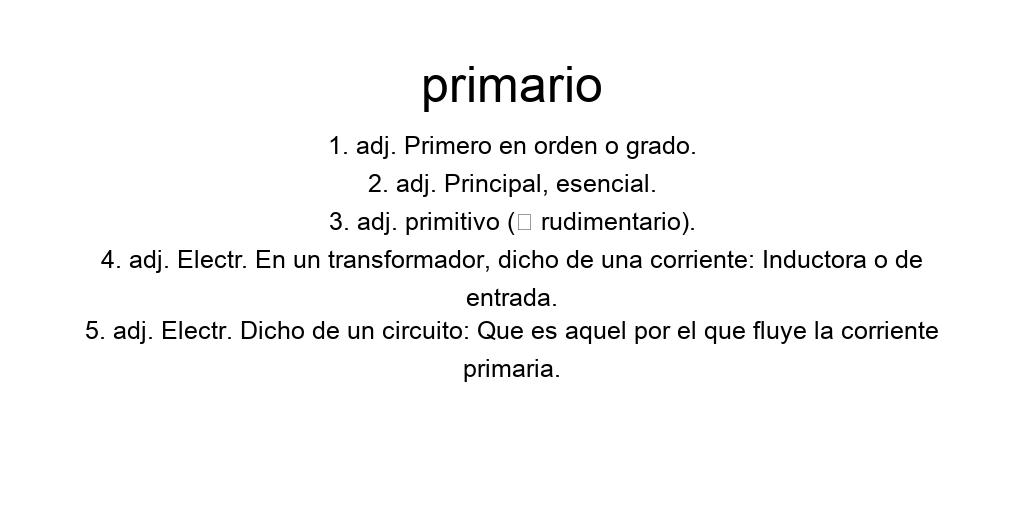 primario
1. adj. Primero en orden o grado.
2. adj. Principal, esencial.
3. adj. primitivo (□ rudimentario).
4. adj. Electr. En un transformador, dicho de una corriente: Inductora o de
entrada.
5. adj. Electr. Dicho de un circuito: Que es aquel por el que fluye la corriente
primaria.